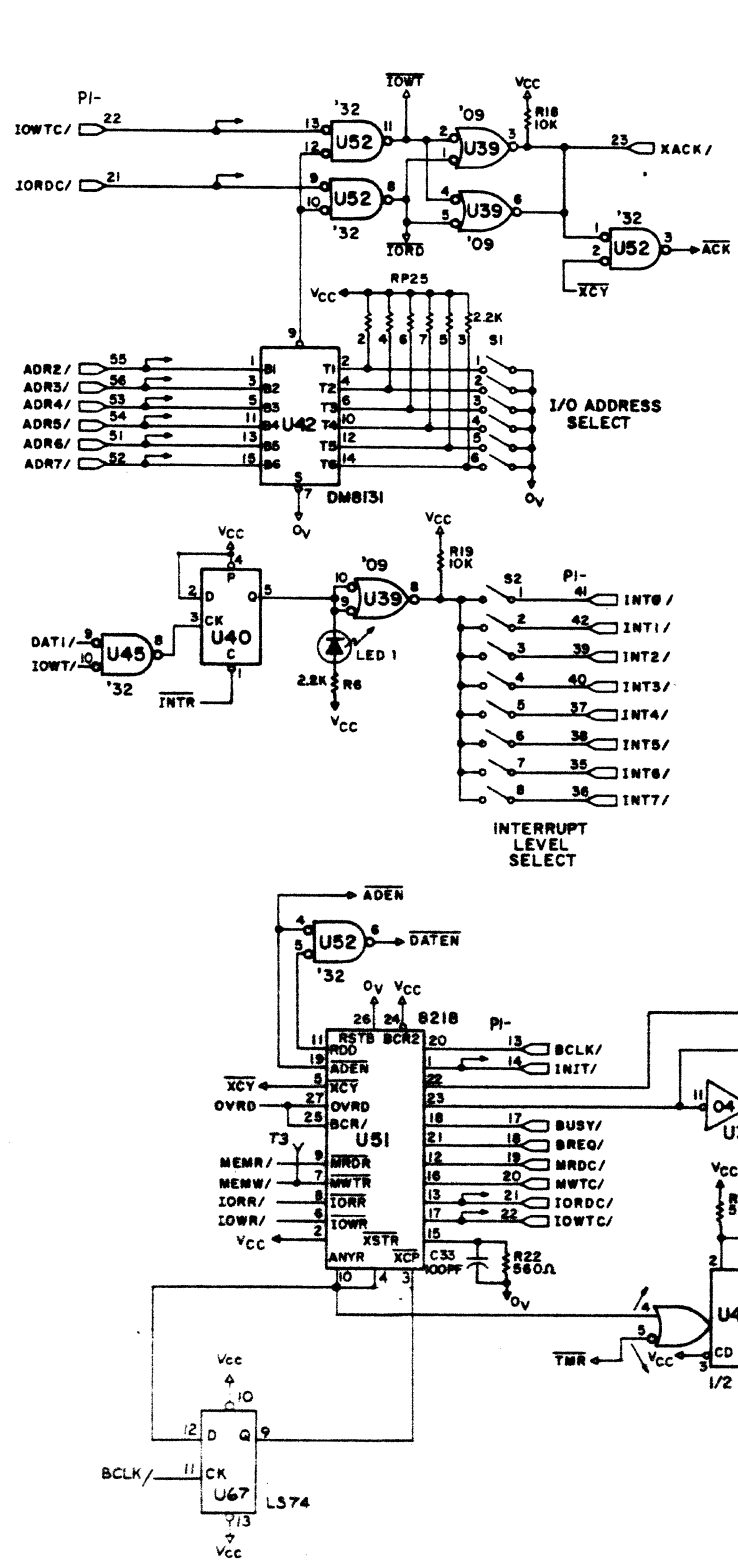 P1-
IOWTC/ 22
IORDC/ 21
'32
13 U52 11
12
IOWT
9 U52 8
10
'32
IORD
'09
2 U39 3
1
4 U39 6
5
'09
VCC
R18
10K
23 XACK/
'32
1 U52 3
2
ACK
XCY
RP25
VCC
2.2K
2 4 6 7 5 3
S1
9
ADR2/ 55 1 B1 T1 2 1
ADR3/ 56 3 B2 T2 4 2
ADR4/ 53 5 B3 T3 6 3
ADR5/ 54 11 B4 U42 T4 10 4
ADR6/ 51 13 B5 T5 12 5
ADR7/ 52 15 B6 T6 14 6
S
7
DM8131
0V
0V
I/O ADDRESS
SELECT
VCC
4
P
2 D Q 5
3 CK
U40
C
1
INTR
DAT1/ 9
IOWT/ 10
U45 8
'32
'09
10 U39 8
9
LED 1
2.2K R6
VCC
VCC
R19
10K
S2 P1-
1 41 INT0/
2 42 INT1/
3 39 INT2/
4 40 INT3/
5 37 INT4/
6 38 INT5/
7 35 INT6/
8 36 INT7/
INTERRUPT
LEVEL
SELECT
ADEN
4 U52 6
5
DATEN
'32
0V VCC
26 24 8218
RSTB BCR2
P1-
11 RDD 20 13 BCLK/
19 ADEN 1 14 INIT/
XCY 5 XCY 22
OVRD 27 OVRD 23
25 BCR/ 18 17 BUSY/
U51
T3
21 18 BREQ/
MEMR/ 9 MRDR 12 19 MRDC/
MEMW/ 7 MWTR 16 20 MWTC/
IORR/ 8 IORR 13 21 IORDC/
IOWR/ 6 IOWR 17 22 IOWTC/
VCC 2 XSTR 15
ANYR XCP
10 4 3
C33
100PF
R22
560Ω
0V
11 04
VCC
2
4
5
TMR
VCC
3 CD
1/2
VCC
10
12 D Q 9
BCLK/ 11 CK
U67
LS74
13
VCC